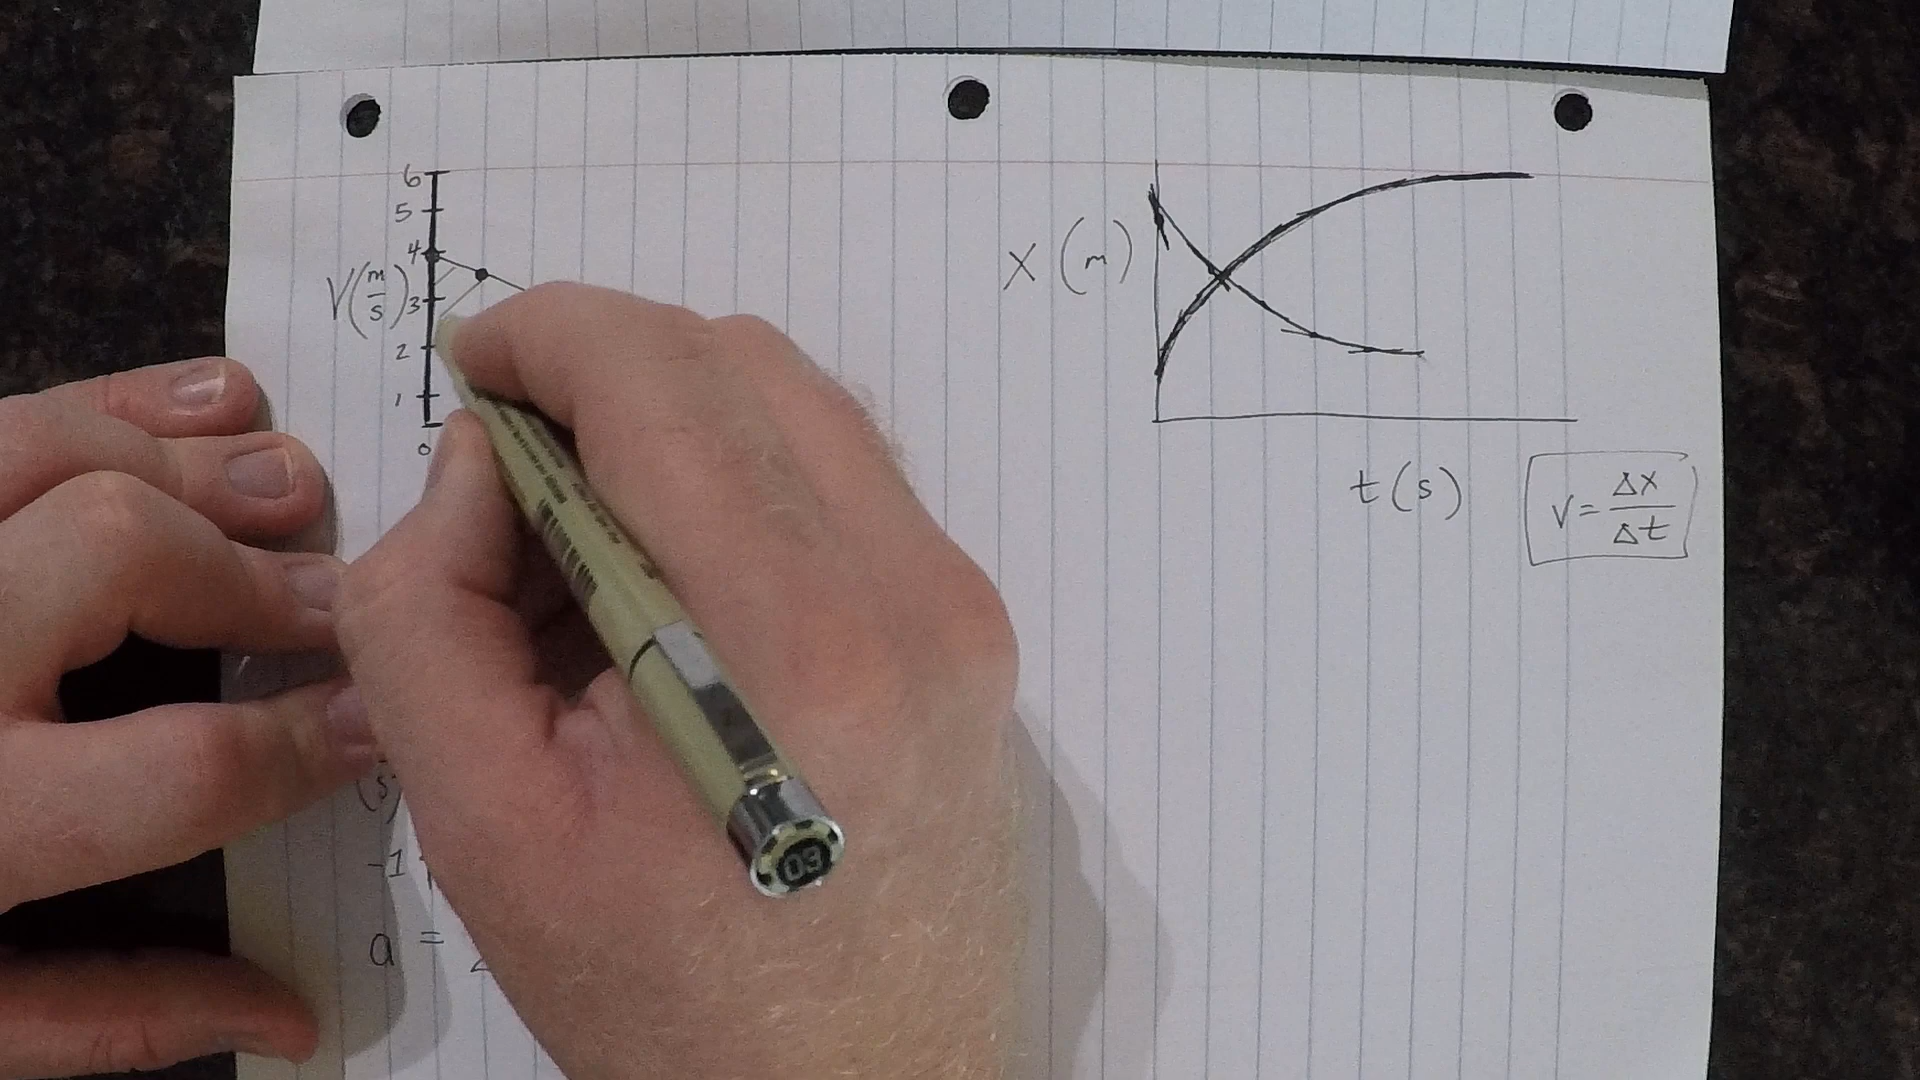 6
5
4
V(m/s)
3
2
1
0
X (m)
t (s)
V = Δx/Δt
(s)
-1
a =
03